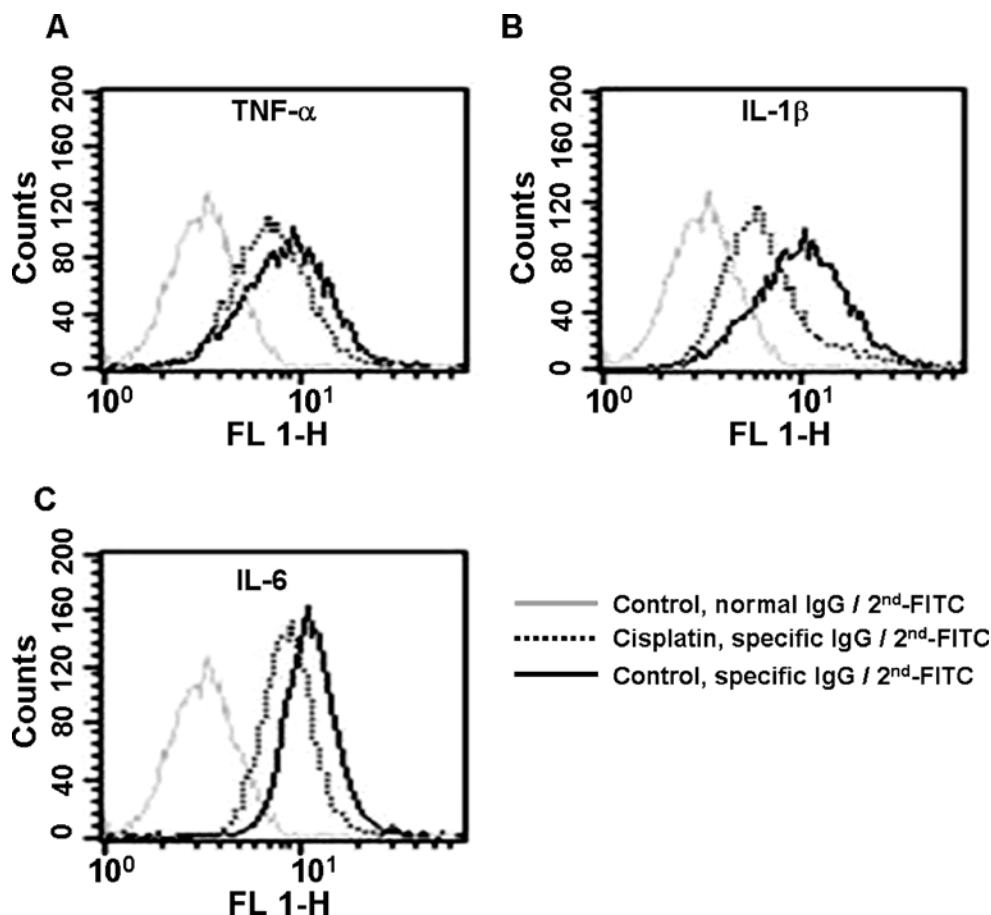 A
TNF-α
Counts
200
160
120
80
40
0
10⁰
10¹
FL 1-H
B
IL-1β
Counts
200
160
120
80
40
0
10⁰
10¹
FL 1-H
C
IL-6
Counts
200
160
120
80
40
0
10⁰
10¹
FL 1-H
Control, normal IgG / 2ⁿᵈ-FITC
Cisplatin, specific IgG / 2ⁿᵈ-FITC
Control, specific IgG / 2ⁿᵈ-FITC